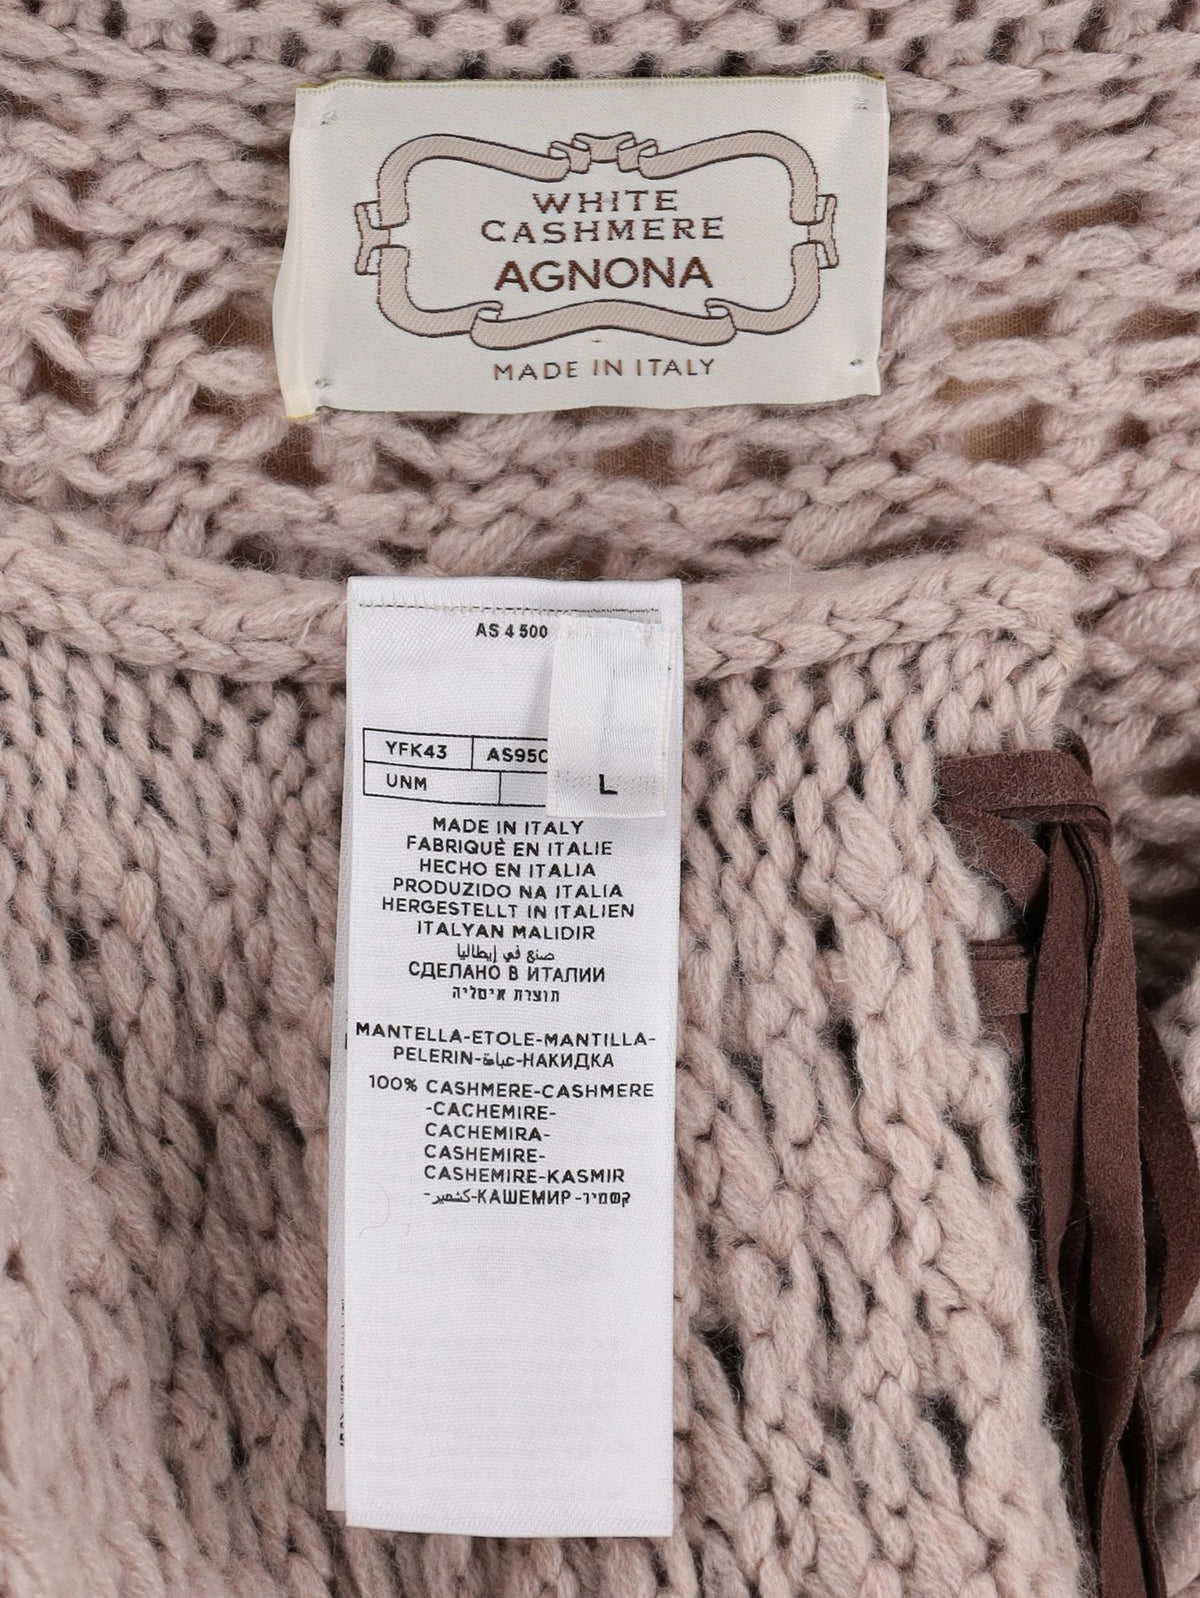 WHITE
CASHMERE
AGNONA
MADE IN ITALY
AS 4500
YFK43 AS950
UNM
L
MADE IN ITALY
FABRIQUÈ EN ITALIE
HECHO EN ITALIA
PRODUZIDO NA ITALIA
HERGESTELLT IN ITALIEN
ITALYAN MALIDIR
صنع في إيطاليا
СДЕЛАНО В ИТАЛИИ
תוצרת איטליה
MANTELLA-ETOLE-MANTILLA-
PELERIN-عباءة-НАКИДКА
100% CASHMERE-CASHMERE
-CACHEMIRE-
CACHEMIRA-
CASHEMIRE-
CASHEMIRE-KASMIR
-كشمير-КАШЕМИР-קשמיר